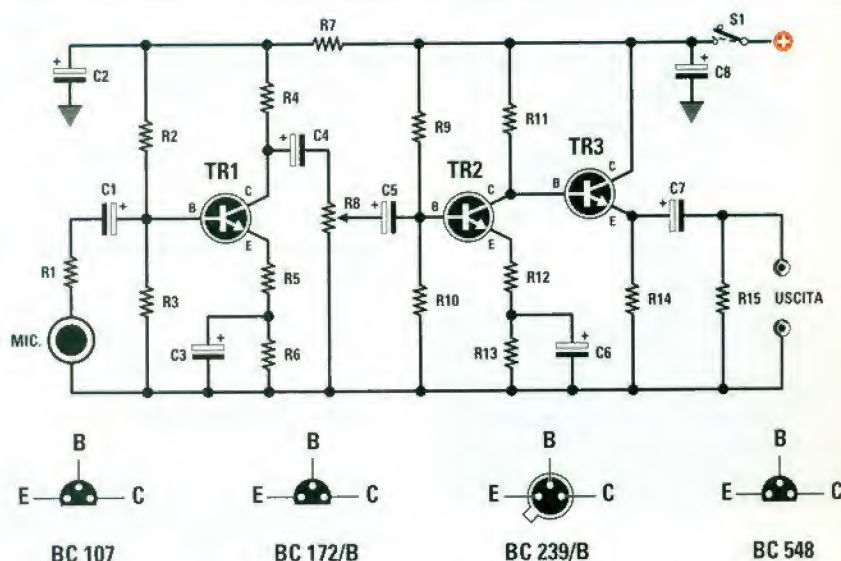 R7
S1
+
C2
R2
R4
C4
R9
R11
C8
TR1
TR2
TR3
C1
+
B
C
E
R8
C5
+
B
C
E
B
C
E
C7
+
R1
R3
R5
R10
R12
R14
R15
USCITA
MIC.
C3
+
R6
R13
C6
+
B
E
C
BC 107
B
E
C
BC 172/B
B
E
C
BC 239/B
B
E
C
BC 548